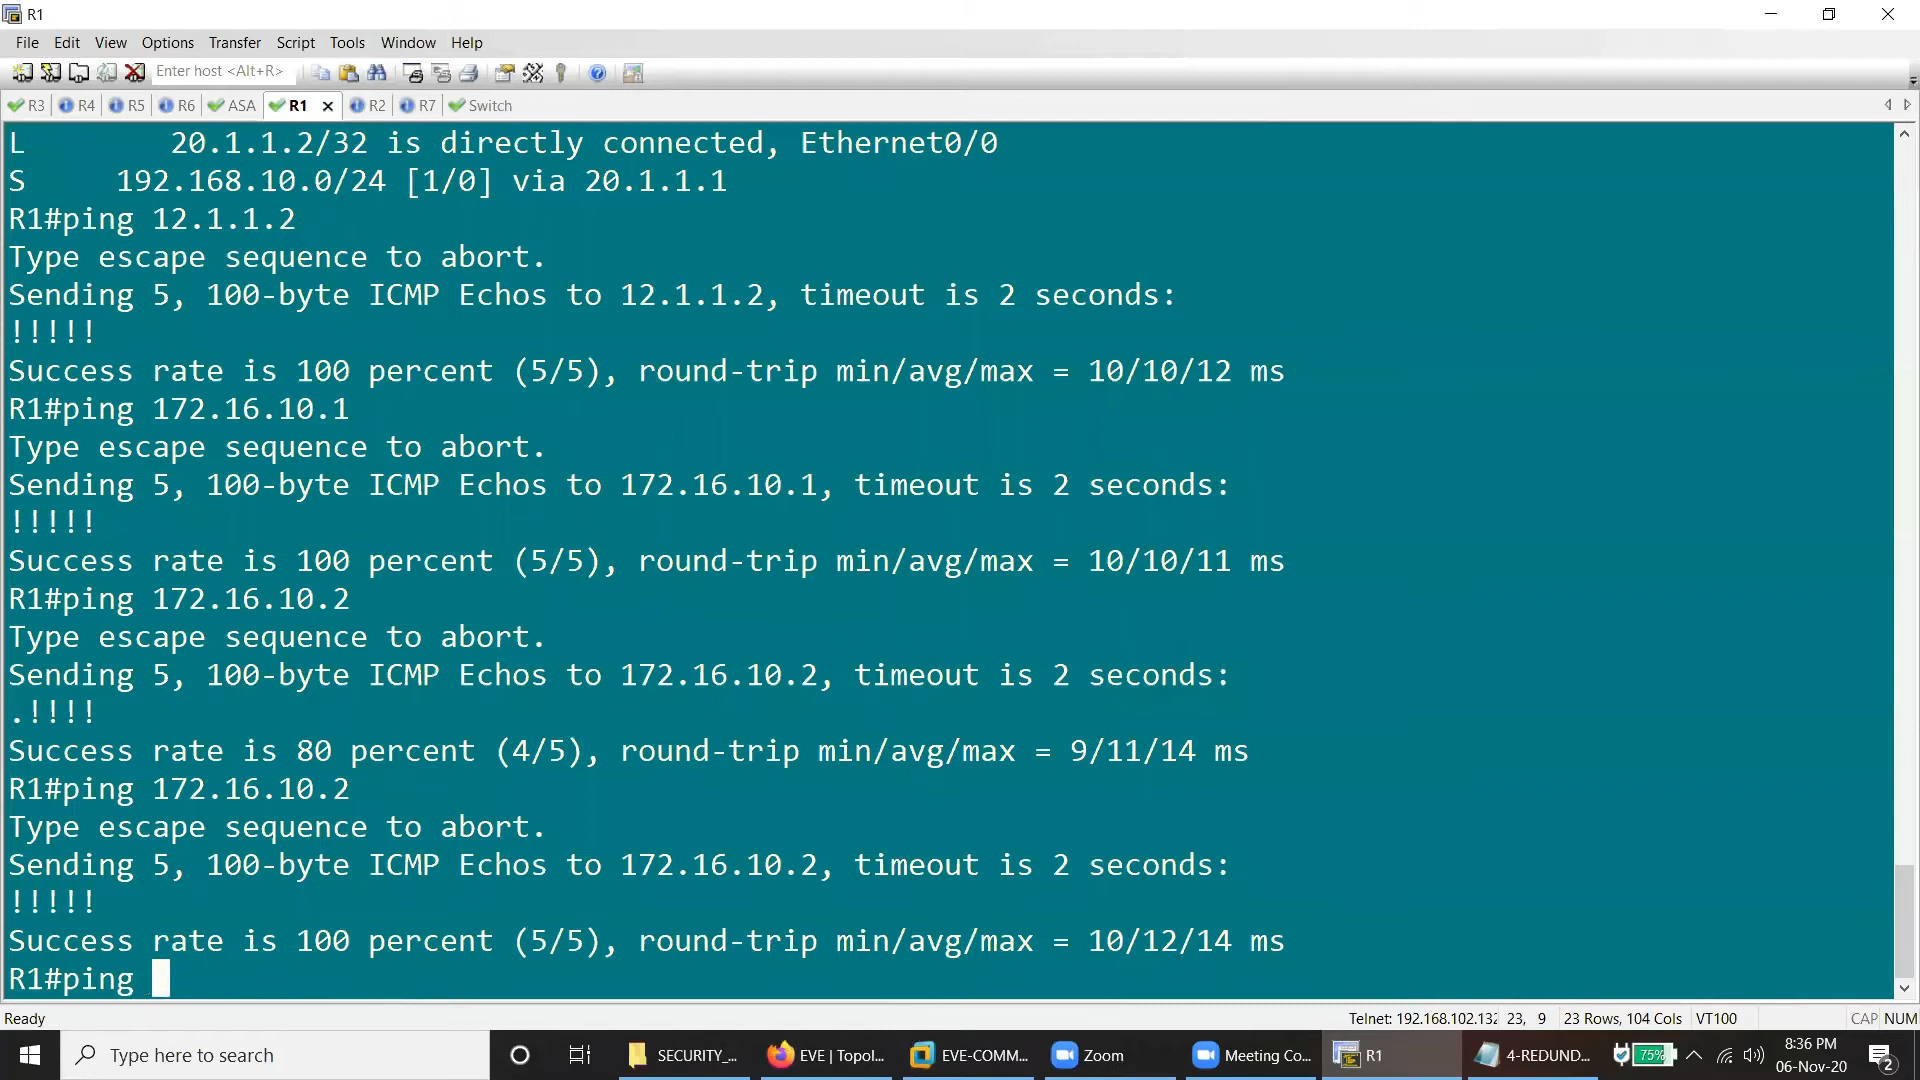 R1
File Edit View Options Transfer Script Tools Window Help
Enter host <Alt+R>
R3 R4 R5 R6 ASA R1 R2 R7 Switch
L        20.1.1.2/32 is directly connected, Ethernet0/0
S     192.168.10.0/24 [1/0] via 20.1.1.1
R1#ping 12.1.1.2
Type escape sequence to abort.
Sending 5, 100-byte ICMP Echos to 12.1.1.2, timeout is 2 seconds:
!!!!!
Success rate is 100 percent (5/5), round-trip min/avg/max = 10/10/12 ms
R1#ping 172.16.10.1
Type escape sequence to abort.
Sending 5, 100-byte ICMP Echos to 172.16.10.1, timeout is 2 seconds:
!!!!!
Success rate is 100 percent (5/5), round-trip min/avg/max = 10/10/11 ms
R1#ping 172.16.10.2
Type escape sequence to abort.
Sending 5, 100-byte ICMP Echos to 172.16.10.2, timeout is 2 seconds:
.!!!!
Success rate is 80 percent (4/5), round-trip min/avg/max = 9/11/14 ms
R1#ping 172.16.10.2
Type escape sequence to abort.
Sending 5, 100-byte ICMP Echos to 172.16.10.2, timeout is 2 seconds:
!!!!!
Success rate is 100 percent (5/5), round-trip min/avg/max = 10/12/14 ms
R1#ping
Ready Telnet: 192.168.102.132 23, 9 23 Rows, 104 Cols VT100 CAP NUM
Type here to search SECURITY_... EVE | Topol... EVE-COMM... Zoom Meeting Co... R1 4-REDUND... 75% 8:36 PM
06-Nov-20 2